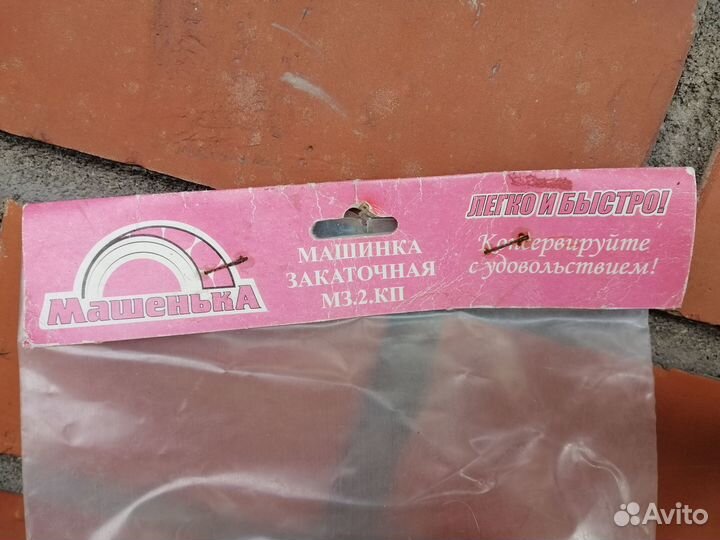 МашенькА
МАШИНКА
ЗАКАТОЧНАЯ
МЗ.2.КП
ЛЕГКО И БЫСТРО!
Консервируйте
с удовольствием!
Avito